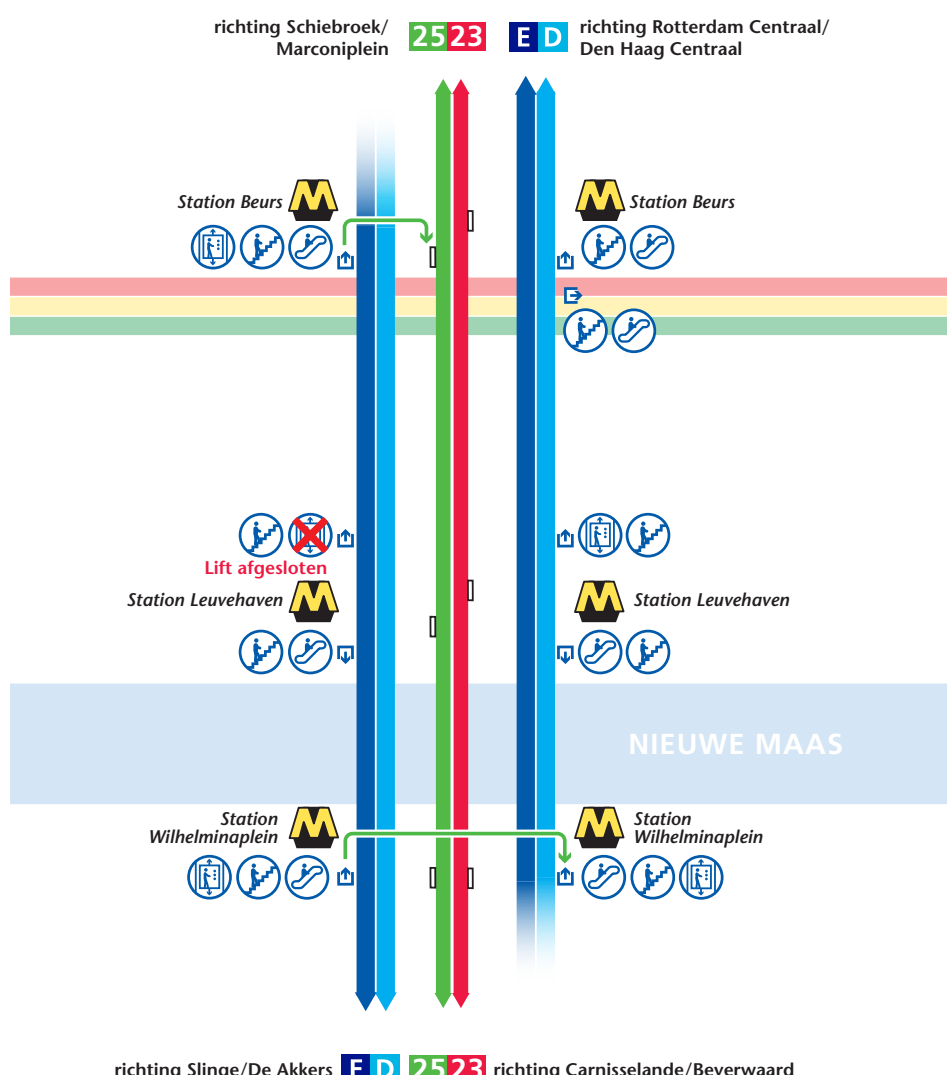 richting Schiebroek/
Marconiplein
25 23
E D
richting Rotterdam Centraal/
Den Haag Centraal
Station Beurs
M
M
Station Beurs
Lift afgesloten
Station Leuvehaven
M
M
Station Leuvehaven
NIEUWE MAAS
Station
Wilhelminaplein
M
M
Station
Wilhelminaplein
richting Slinge/De Akkers E D 25 23 richting Carnisselande/Beverwaard